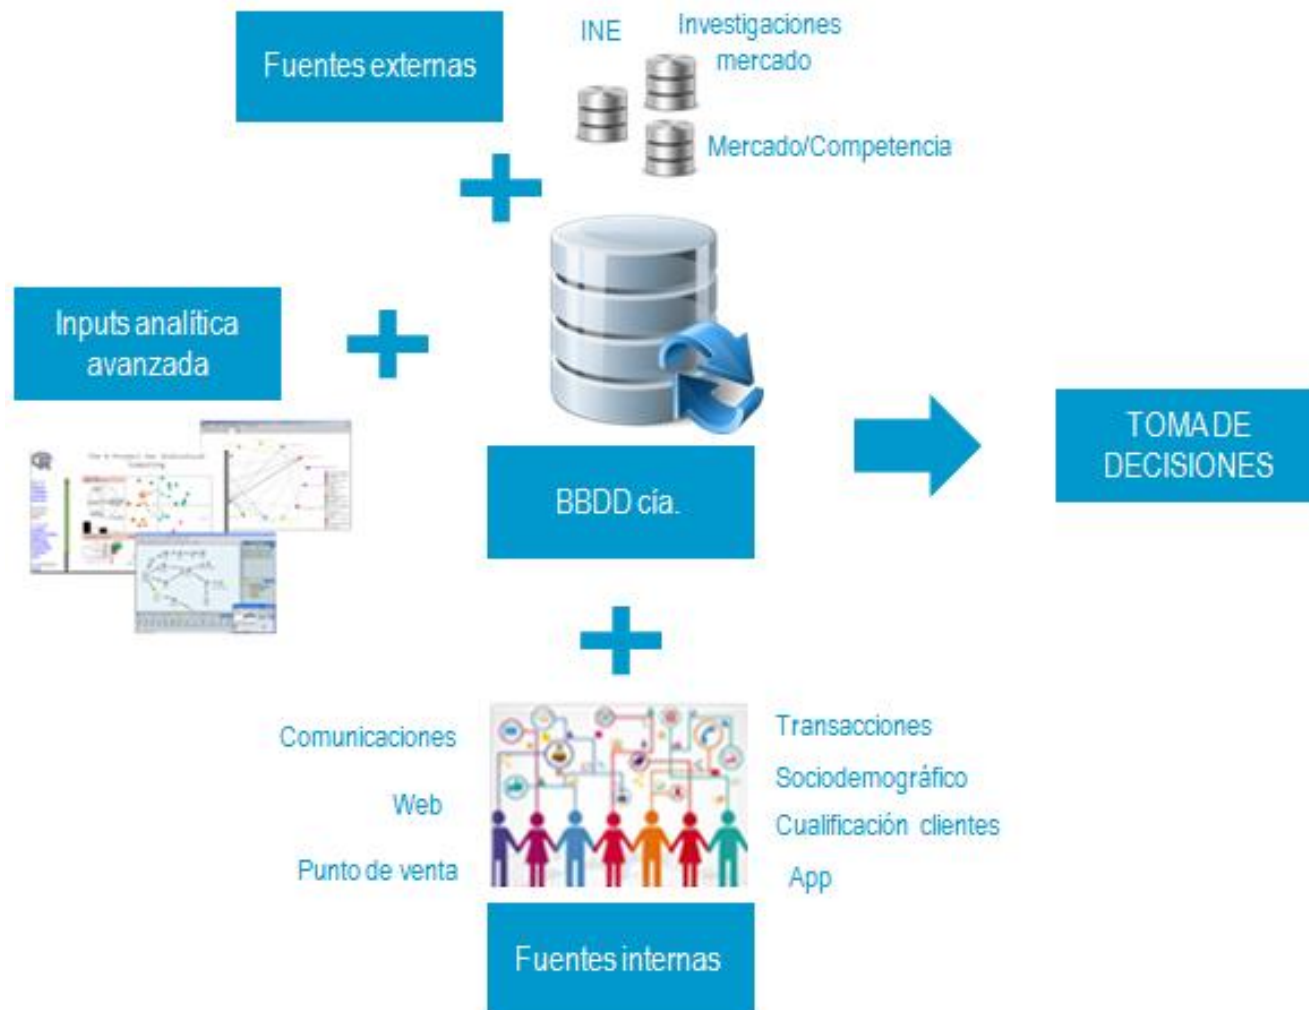 Fuentes externas
INE
Investigaciones
mercado
Mercado/Competencia
Inputs analítica
avanzada
BBDD cía.
TOMA DE
DECISIONES
Comunicaciones
Web
Punto de venta
Transacciones
Sociodemográfico
Cualificación clientes
App
Fuentes internas